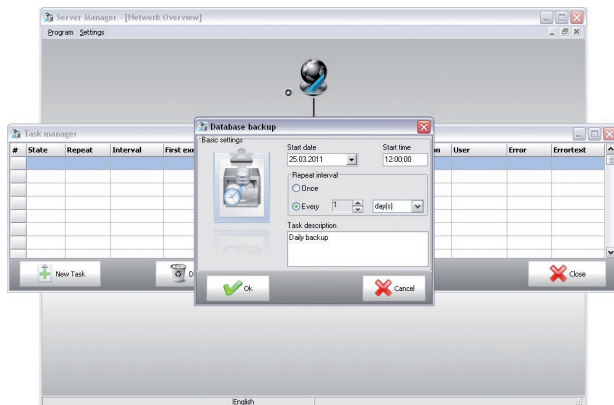 Server Manager - [Network Overview]
Program Settings
Task manager
# State Repeat Interval User Error Errortext
Database backup
Basic settings
Start date Start time
25.03.2011 12:00:00
Repeat interval
Once
Every 1 day(s)
Task description
Daily backup
New Task
Close
Ok Cancel
English